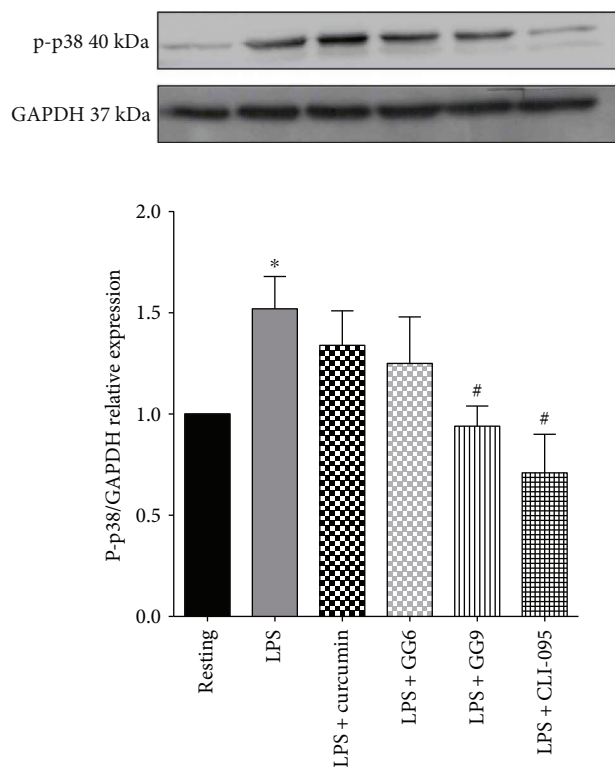 p-p38 40 kDa
GAPDH 37 kDa
P-p38/GAPDH relative expression
2.0
1.5
1.0
0.5
0.0
*
#
#
Resting
LPS
LPS + curcumin
LPS + GG6
LPS + GG9
LPS + CLI-095